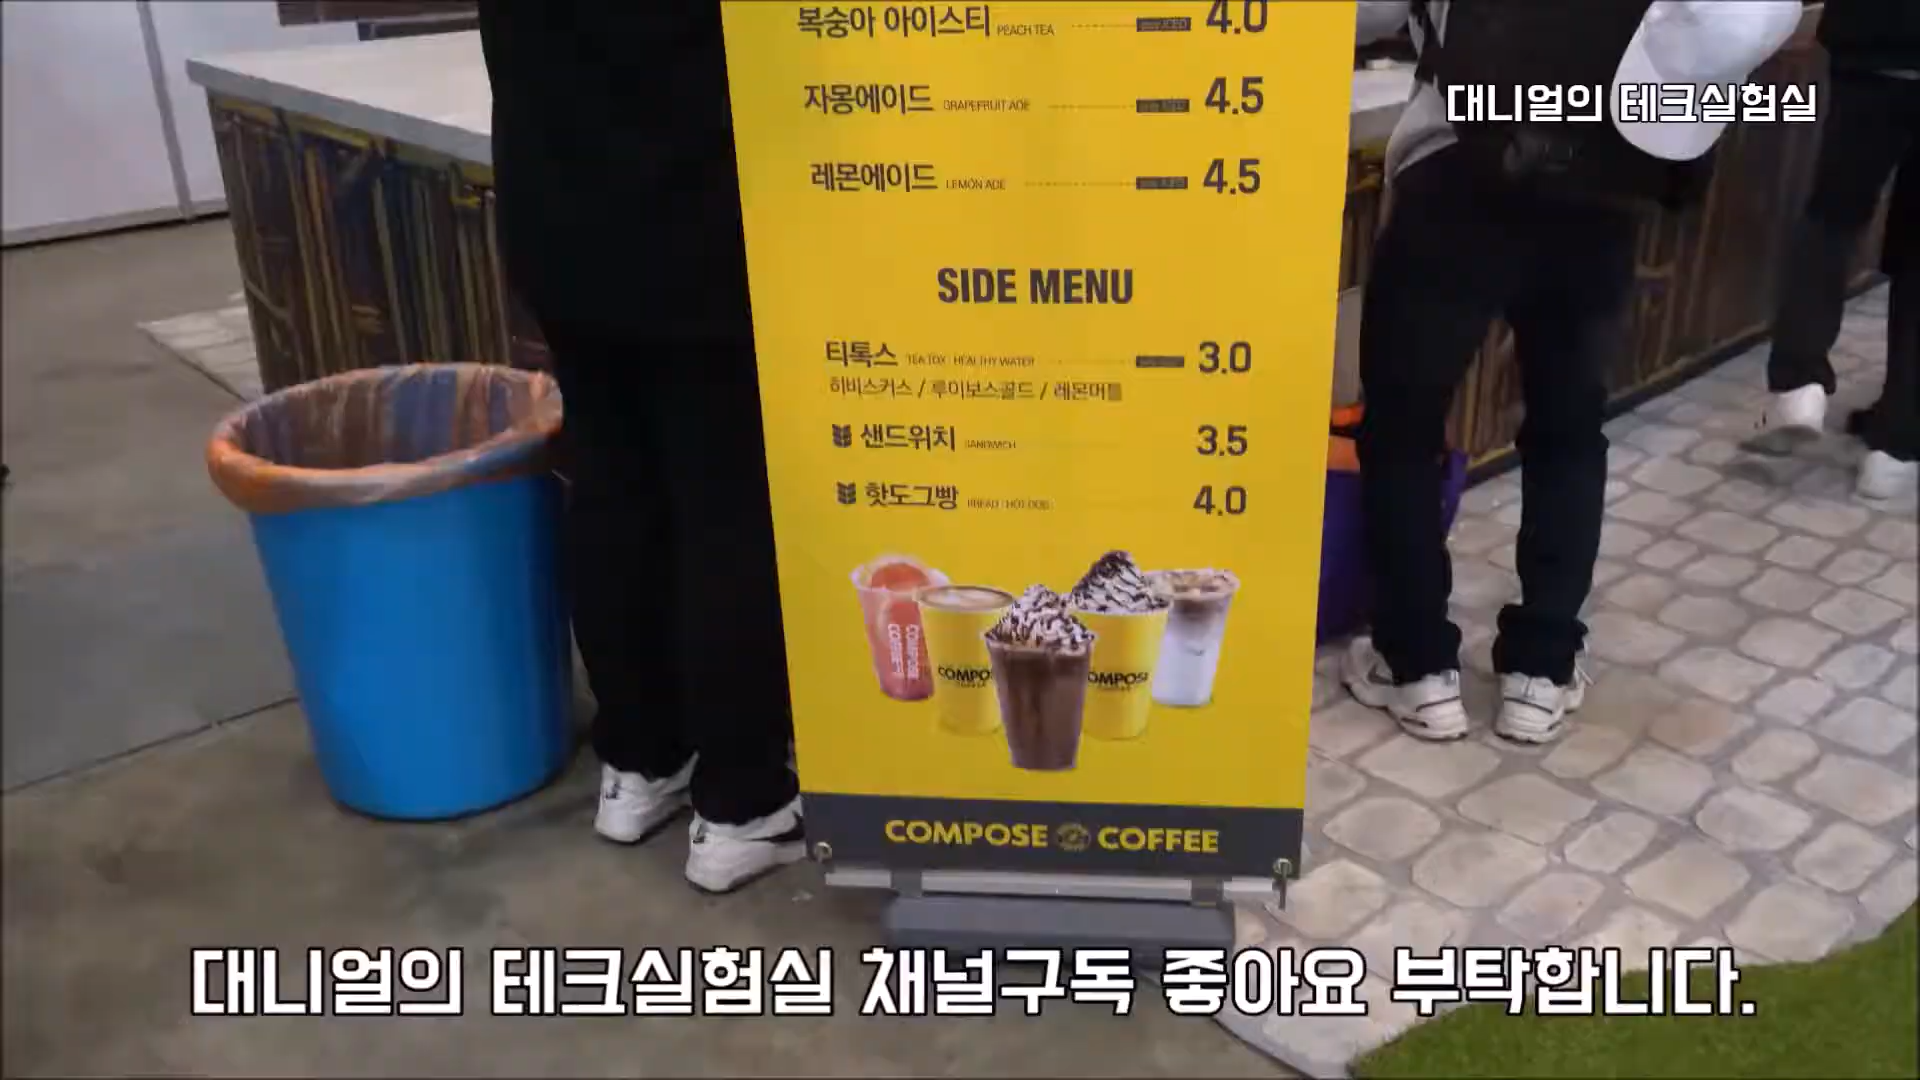 복숭아 아이스티 PEACH TEA 4.0
대니얼의 테크실험실
자몽에이드 GRAPEFRUIT ADE 4.5
레몬에이드 LEMON ADE 4.5
SIDE MENU
티톡스 TEA TOX : HEALTHY WATER 3.0
히비스커스 / 루이보스골드 / 레몬머틀
샌드위치 SANDWICH 3.5
핫도그빵 BREAD : HOT DOG 4.0
COMPOSE COFFEE
COMPOSE COFFEE
대니얼의 테크실험실 채널구독 좋아요 부탁합니다.